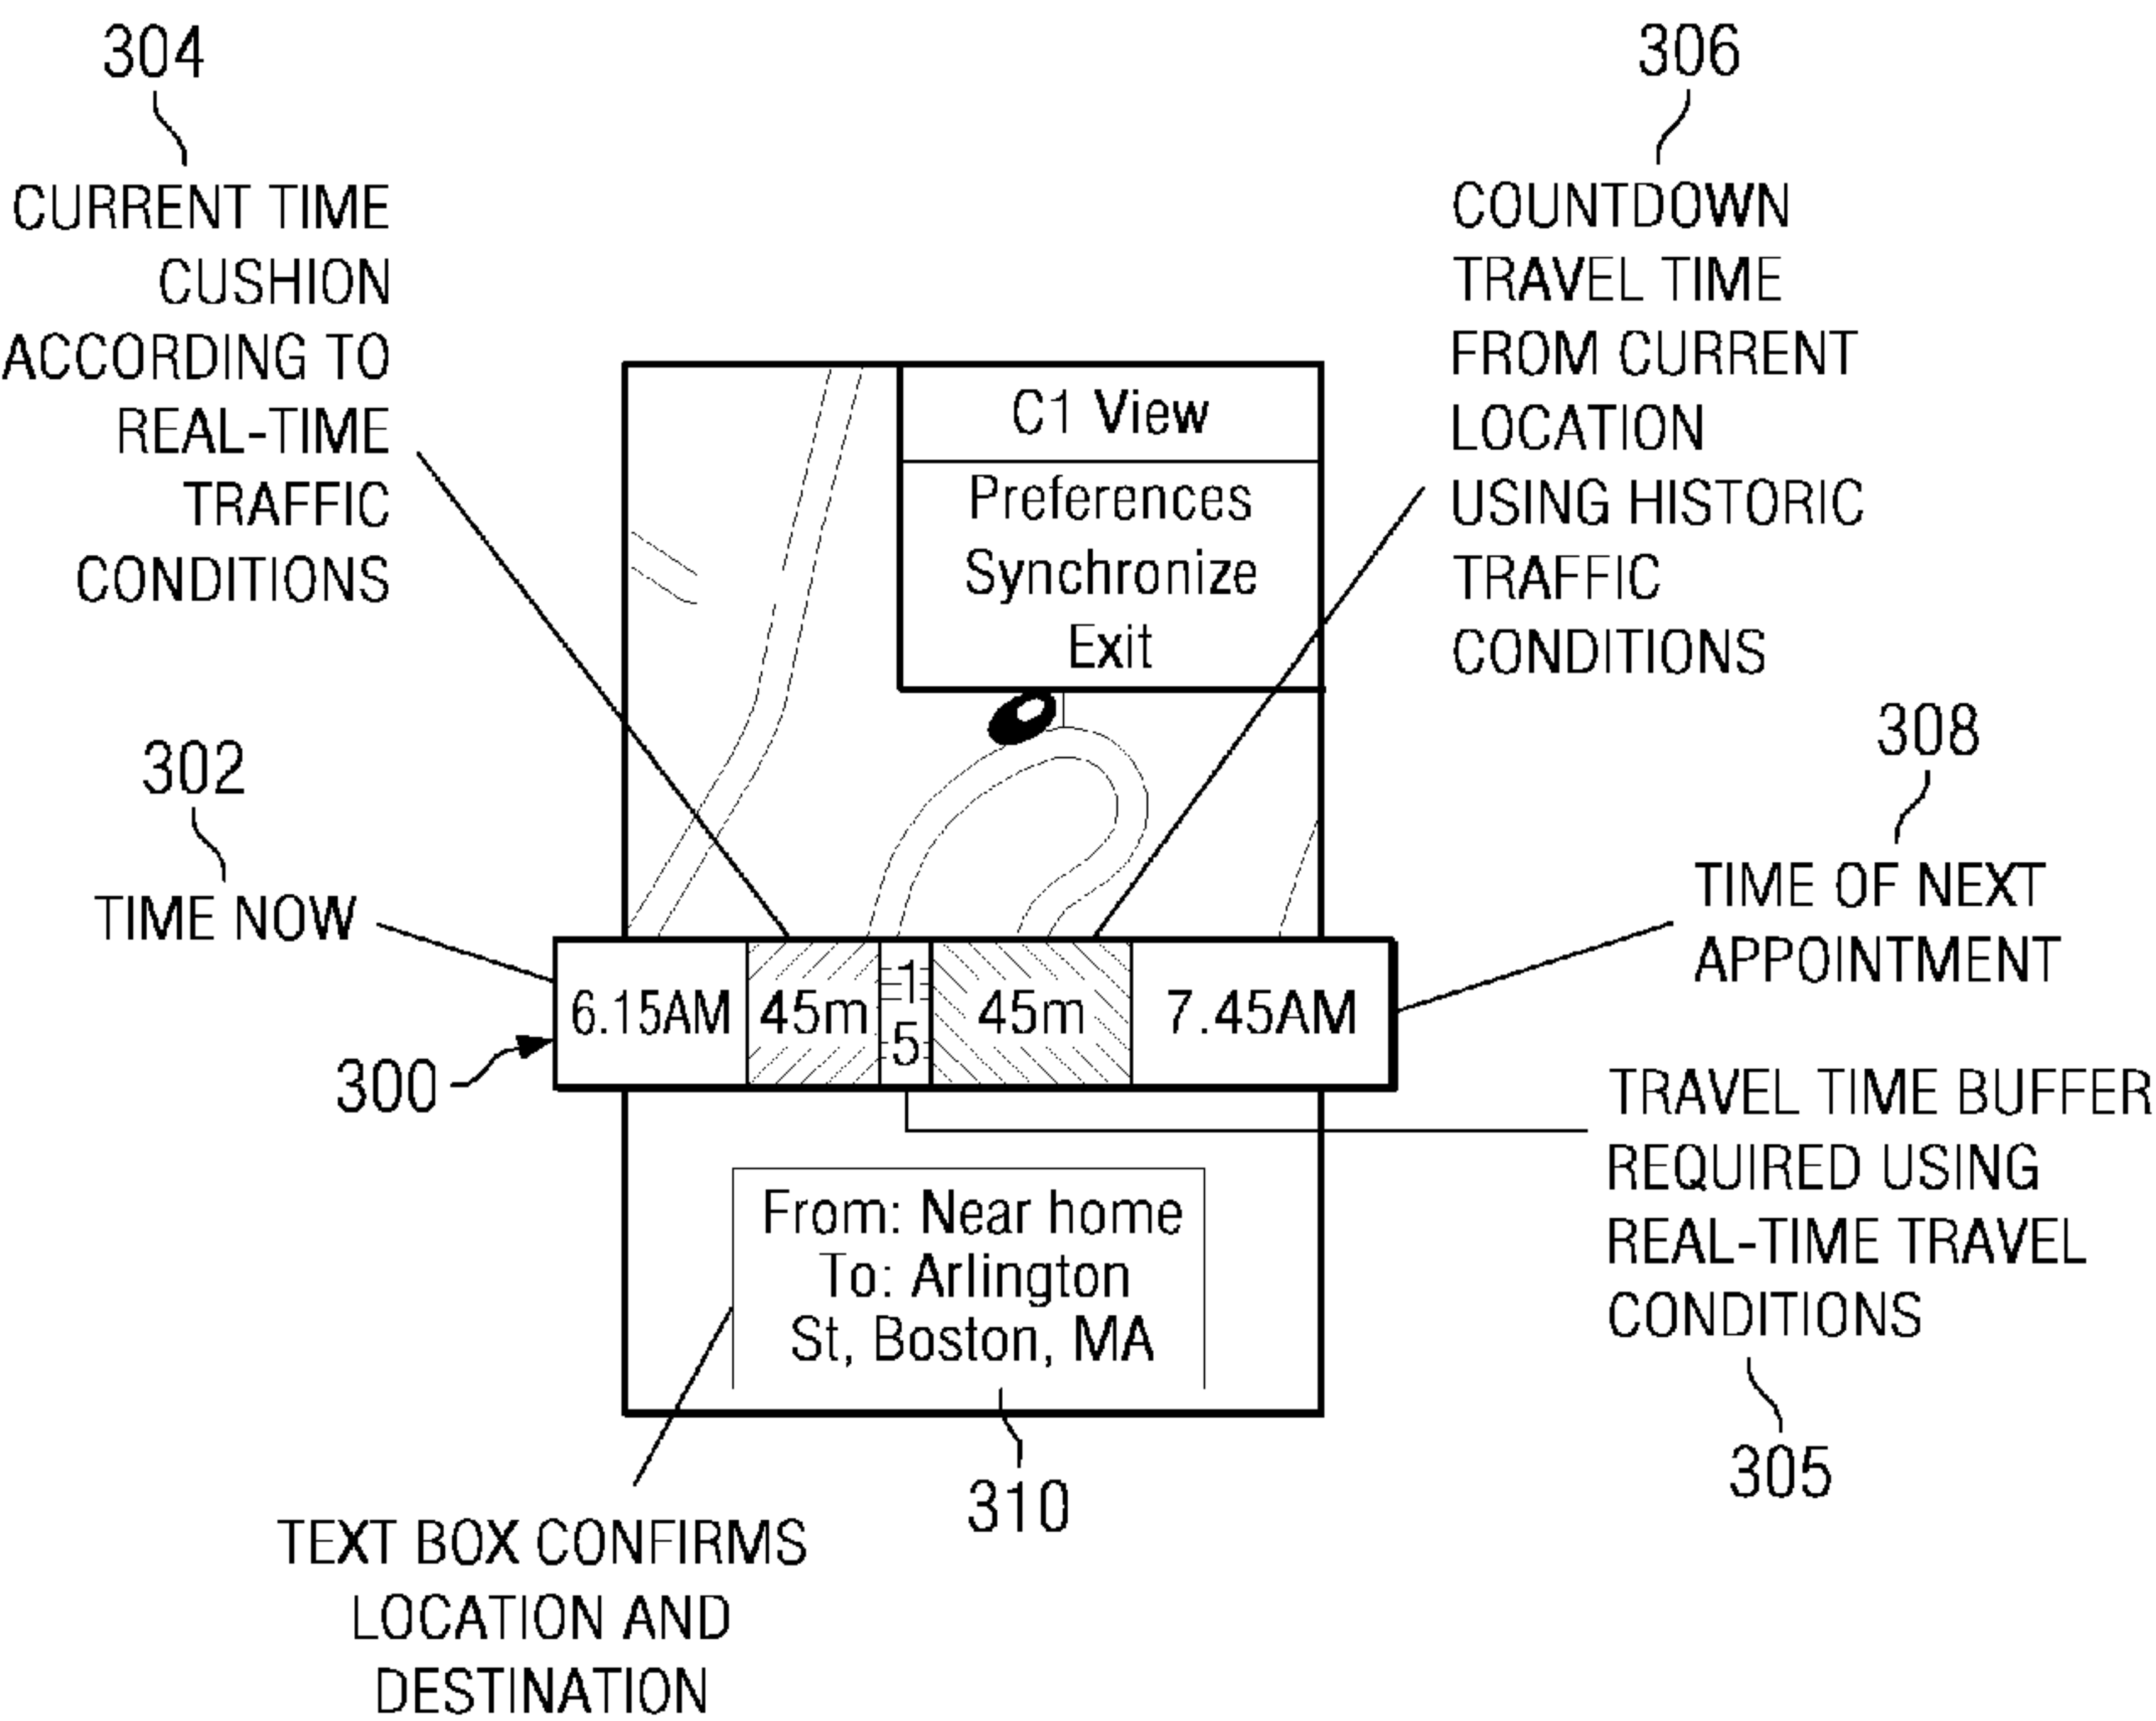 304
CURRENT TIME
CUSHION
ACCORDING TO
REAL-TIME
TRAFFIC
CONDITIONS
306
COUNTDOWN
TRAVEL TIME
FROM CURRENT
LOCATION
USING HISTORIC
TRAFFIC
CONDITIONS
C1 View
Preferences
Synchronize
Exit
302
TIME NOW
308
TIME OF NEXT
APPOINTMENT
6.15AM
45m
1
5
45m
7.45AM
300
TRAVEL TIME BUFFER
REQUIRED USING
REAL-TIME TRAVEL
CONDITIONS
305
From: Near home
To: Arlington
St, Boston, MA
310
TEXT BOX CONFIRMS
LOCATION AND
DESTINATION